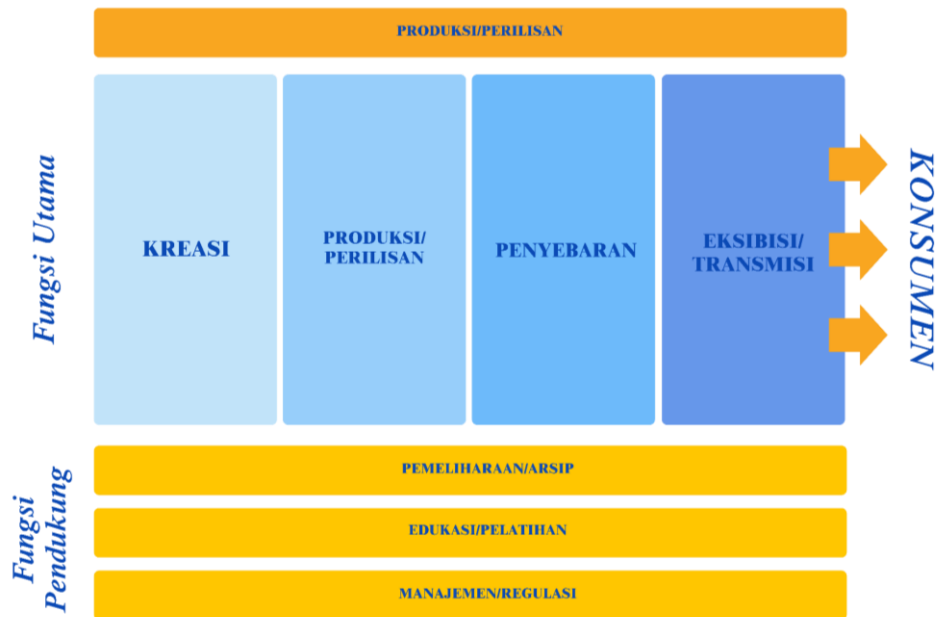 PRODUKSI/PERILISAN
Fungsi Utama
KREASI
PRODUKSI/
PERILISAN
PENYEBARAN
EKSIBISI/
TRANSMISI
KONSUMEN
Fungsi
Pendukung
PEMELIHARAAN/ARSIP
EDUKASI/PELATIHAN
MANAJEMEN/REGULASI